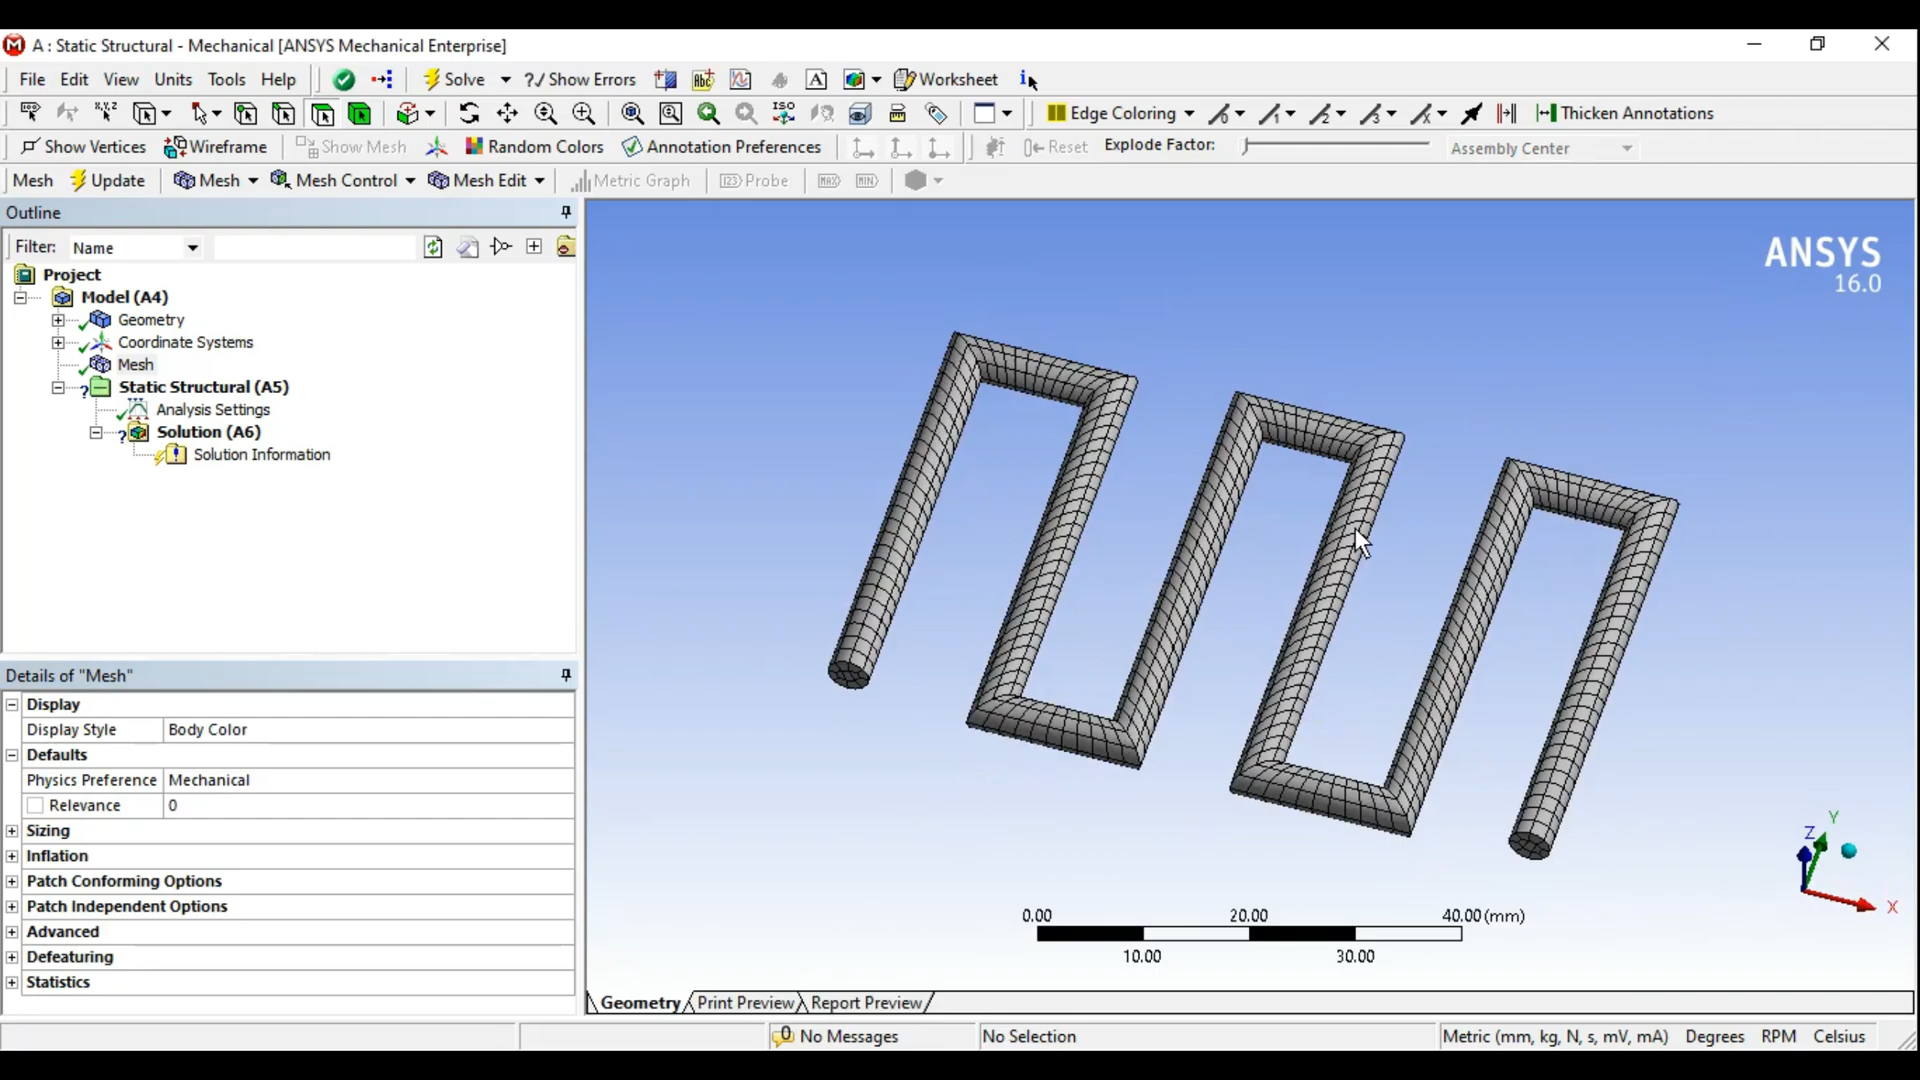 A : Static Structural - Mechanical [ANSYS Mechanical Enterprise]
File Edit View Units Tools Help Solve ?✓ Show Errors Worksheet
Edge Coloring Thicken Annotations
Show Vertices Wireframe Show Mesh Random Colors Annotation Preferences Reset Explode Factor: Assembly Center
Mesh Update Mesh Mesh Control Mesh Edit Metric Graph Probe MAX MIN
Outline
Filter: Name
Project
Model (A4)
Geometry
Coordinate Systems
Mesh
Static Structural (A5)
Analysis Settings
Solution (A6)
Solution Information
Details of "Mesh"
Display
Display Style Body Color
Defaults
Physics Preference Mechanical
Relevance 0
Sizing
Inflation
Patch Conforming Options
Patch Independent Options
Advanced
Defeaturing
Statistics
ANSYS
16.0
Y
Z
X
0.00 20.00 40.00 (mm)
10.00 30.00
Geometry Print Preview Report Preview
No Messages No Selection Metric (mm, kg, N, s, mV, mA) Degrees RPM Celsius